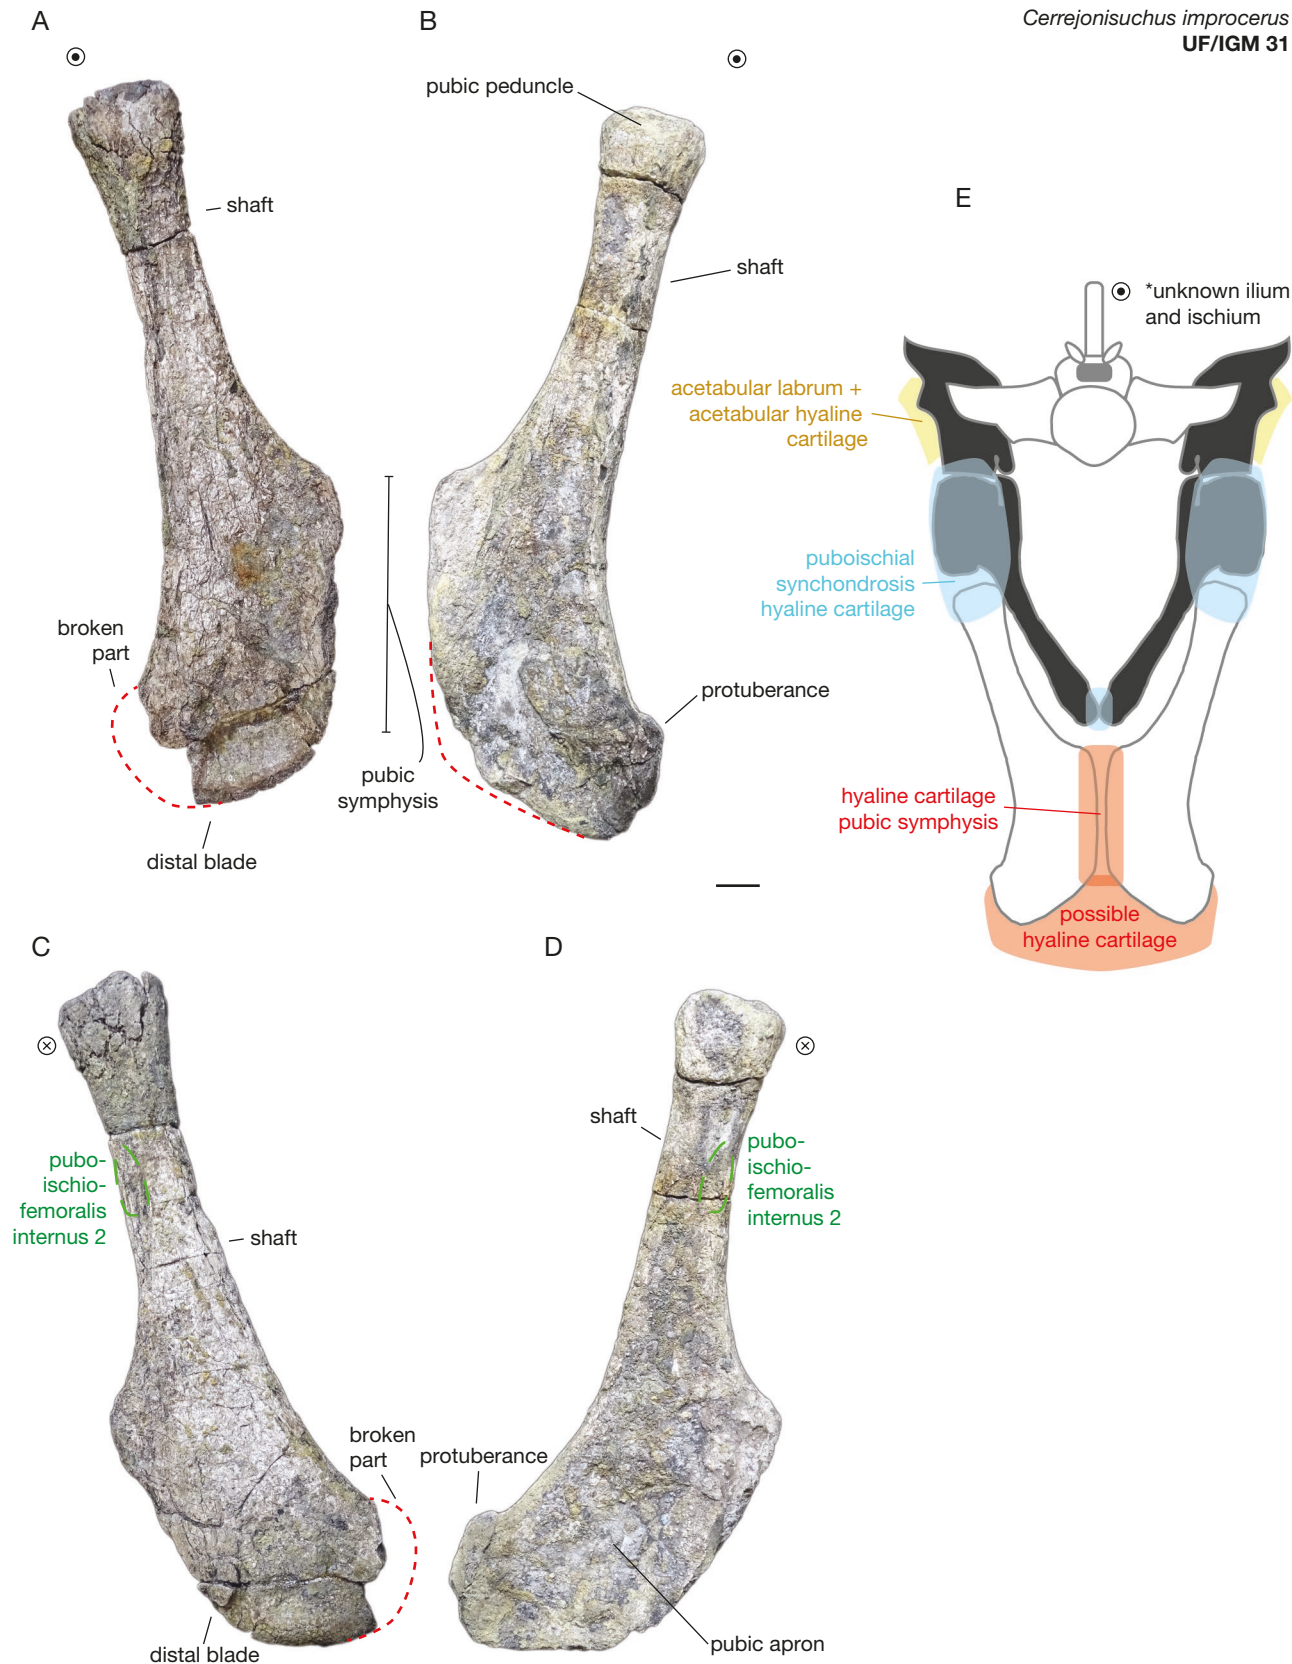 Cerrejonisuchus improcerus
UF/IGM 31
A
B
pubic peduncle
shaft
shaft
broken
part
protuberance
pubic
symphysis
distal blade
E
*unknown ilium
and ischium
acetabular labrum +
acetabular hyaline
cartilage
puboischial
synchondrosis
hyaline cartilage
hyaline cartilage
pubic symphysis
possible
hyaline cartilage
C
D
pubo-
ischio-
femoralis
internus 2
shaft
broken
part
distal blade
shaft
pubo-
ischio-
femoralis
internus 2
protuberance
pubic apron